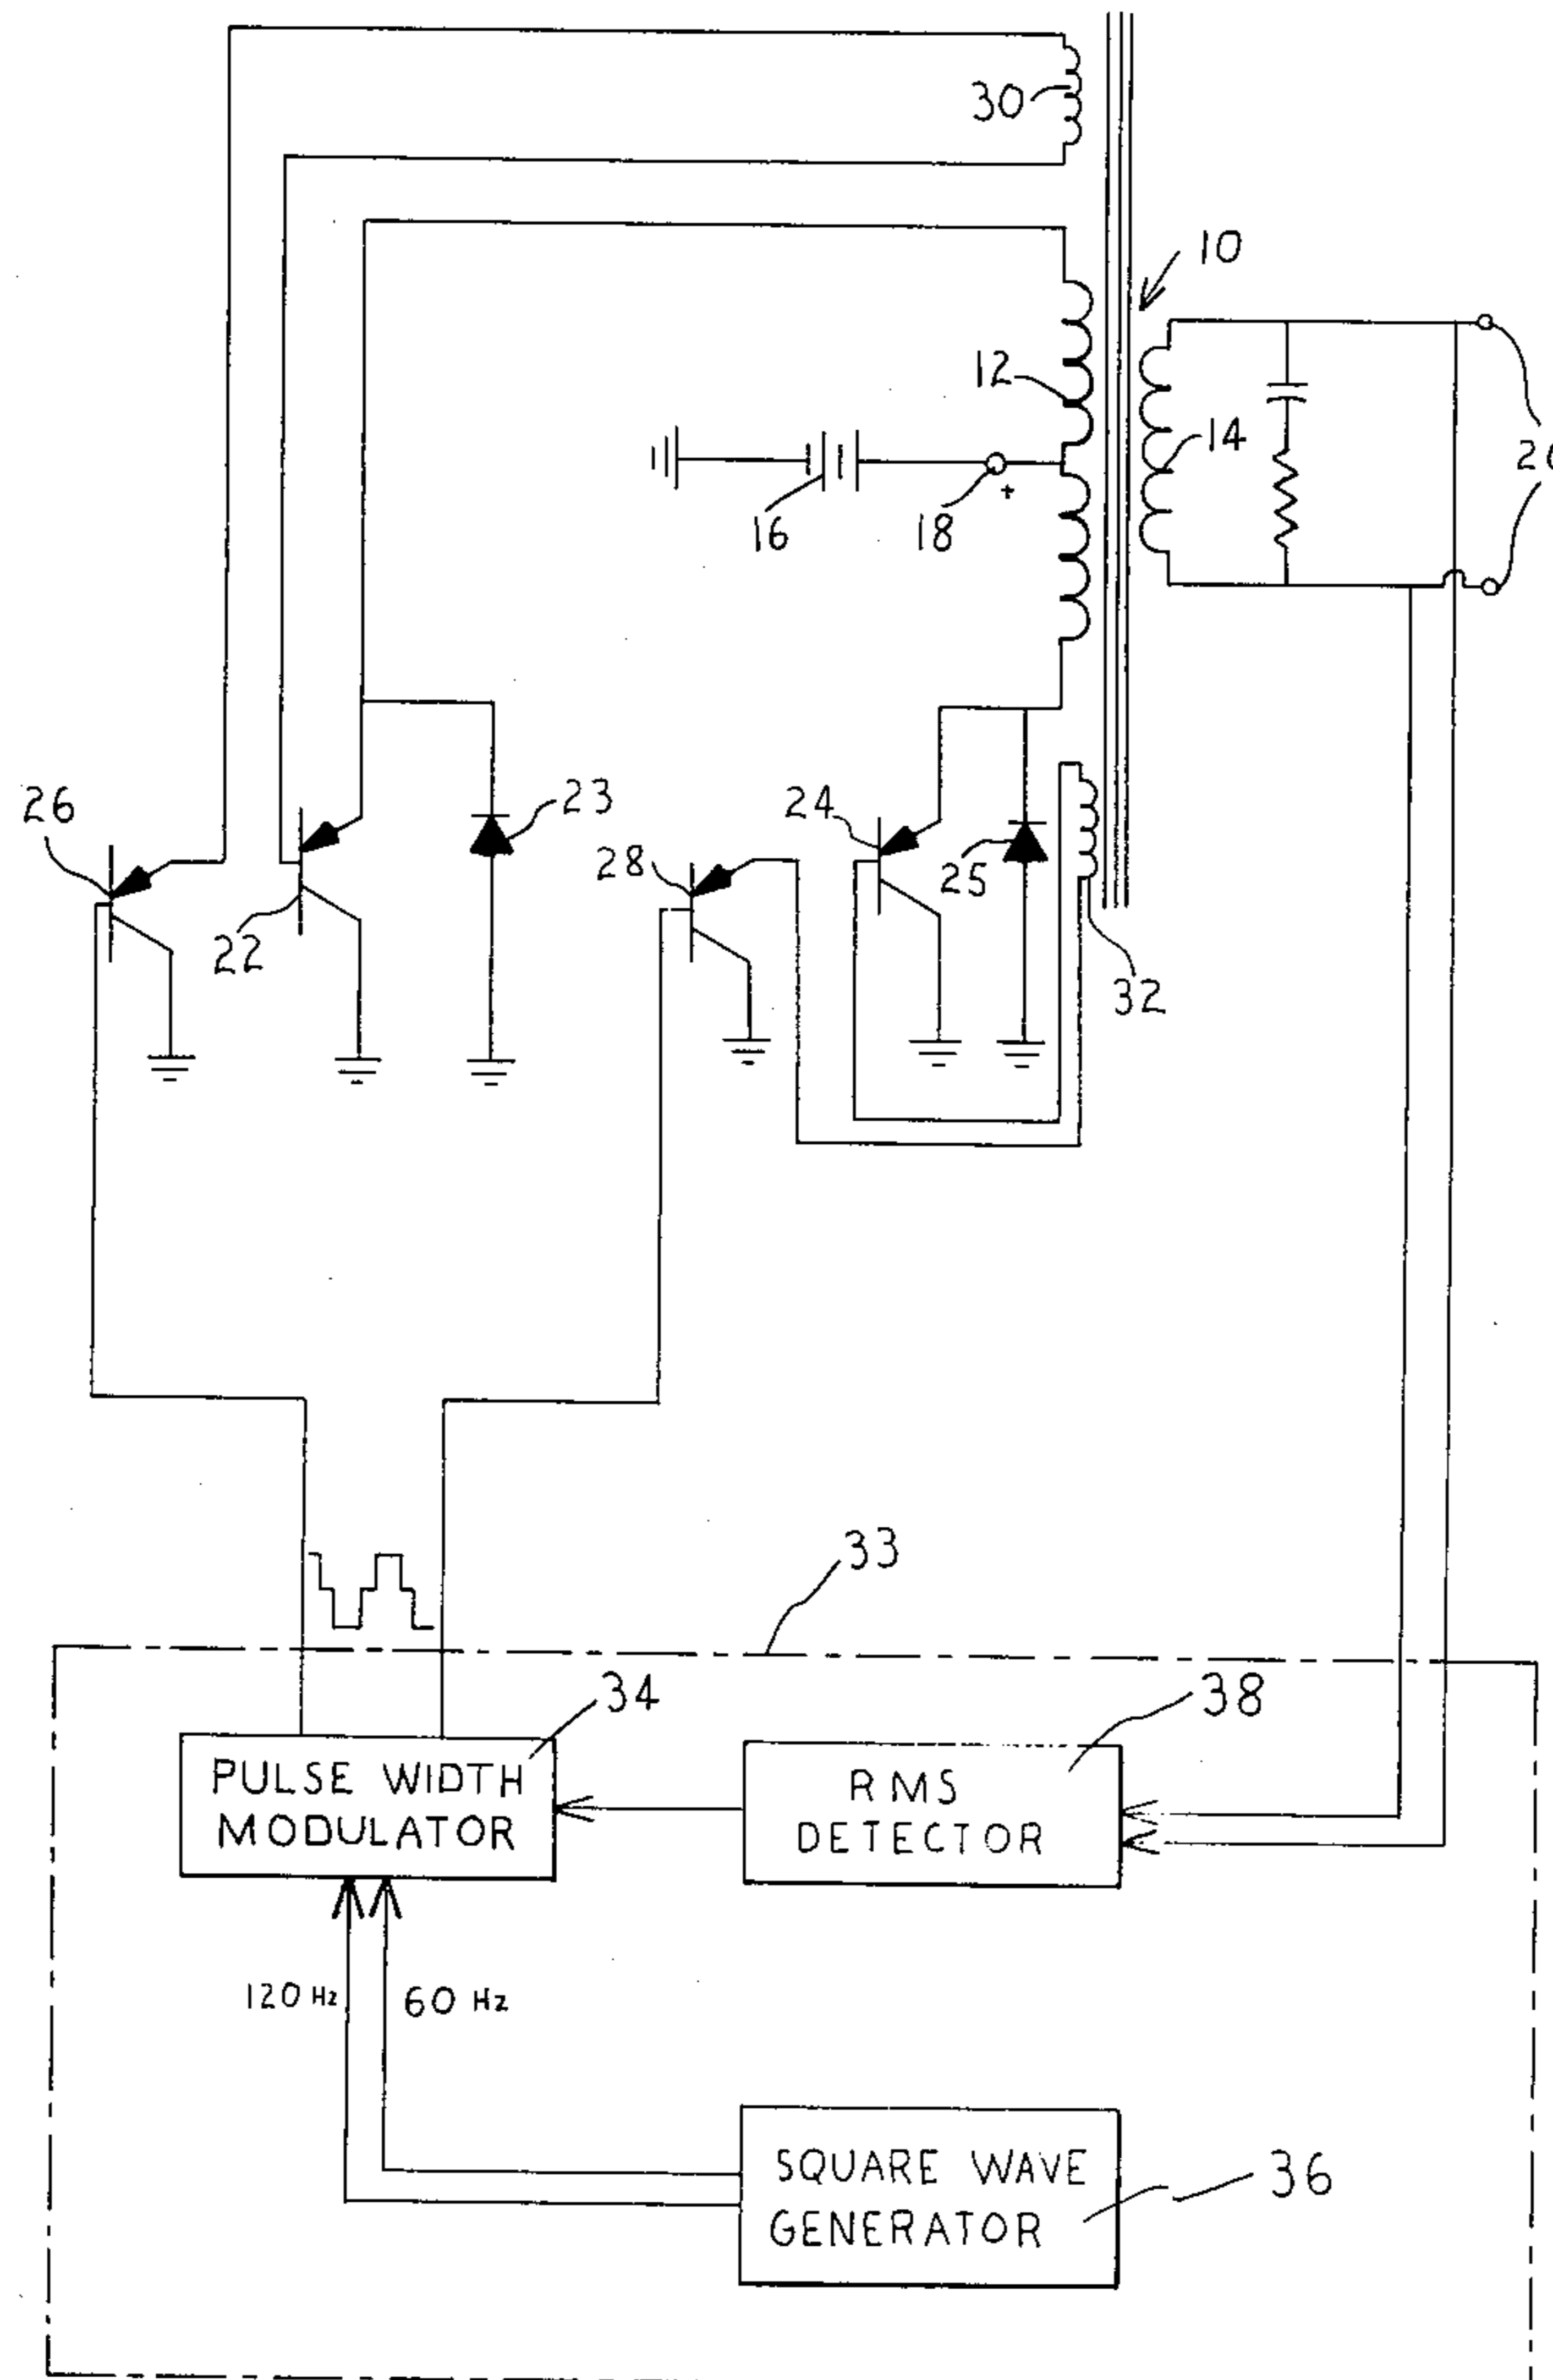 30
10
12
14
20
16
18
+
26
22
23
28
24
25
32
33
34
38
PULSE WIDTH
MODULATOR
RMS
DETECTOR
120 Hz
60 Hz
SQUARE WAVE
GENERATOR
36